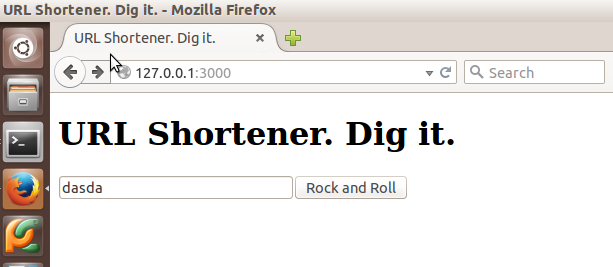 URL Shortener. Dig it. - Mozilla Firefox
URL Shortener. Dig it.
127.0.0.1:3000
Search
URL Shortener. Dig it.
dasda
Rock and Roll